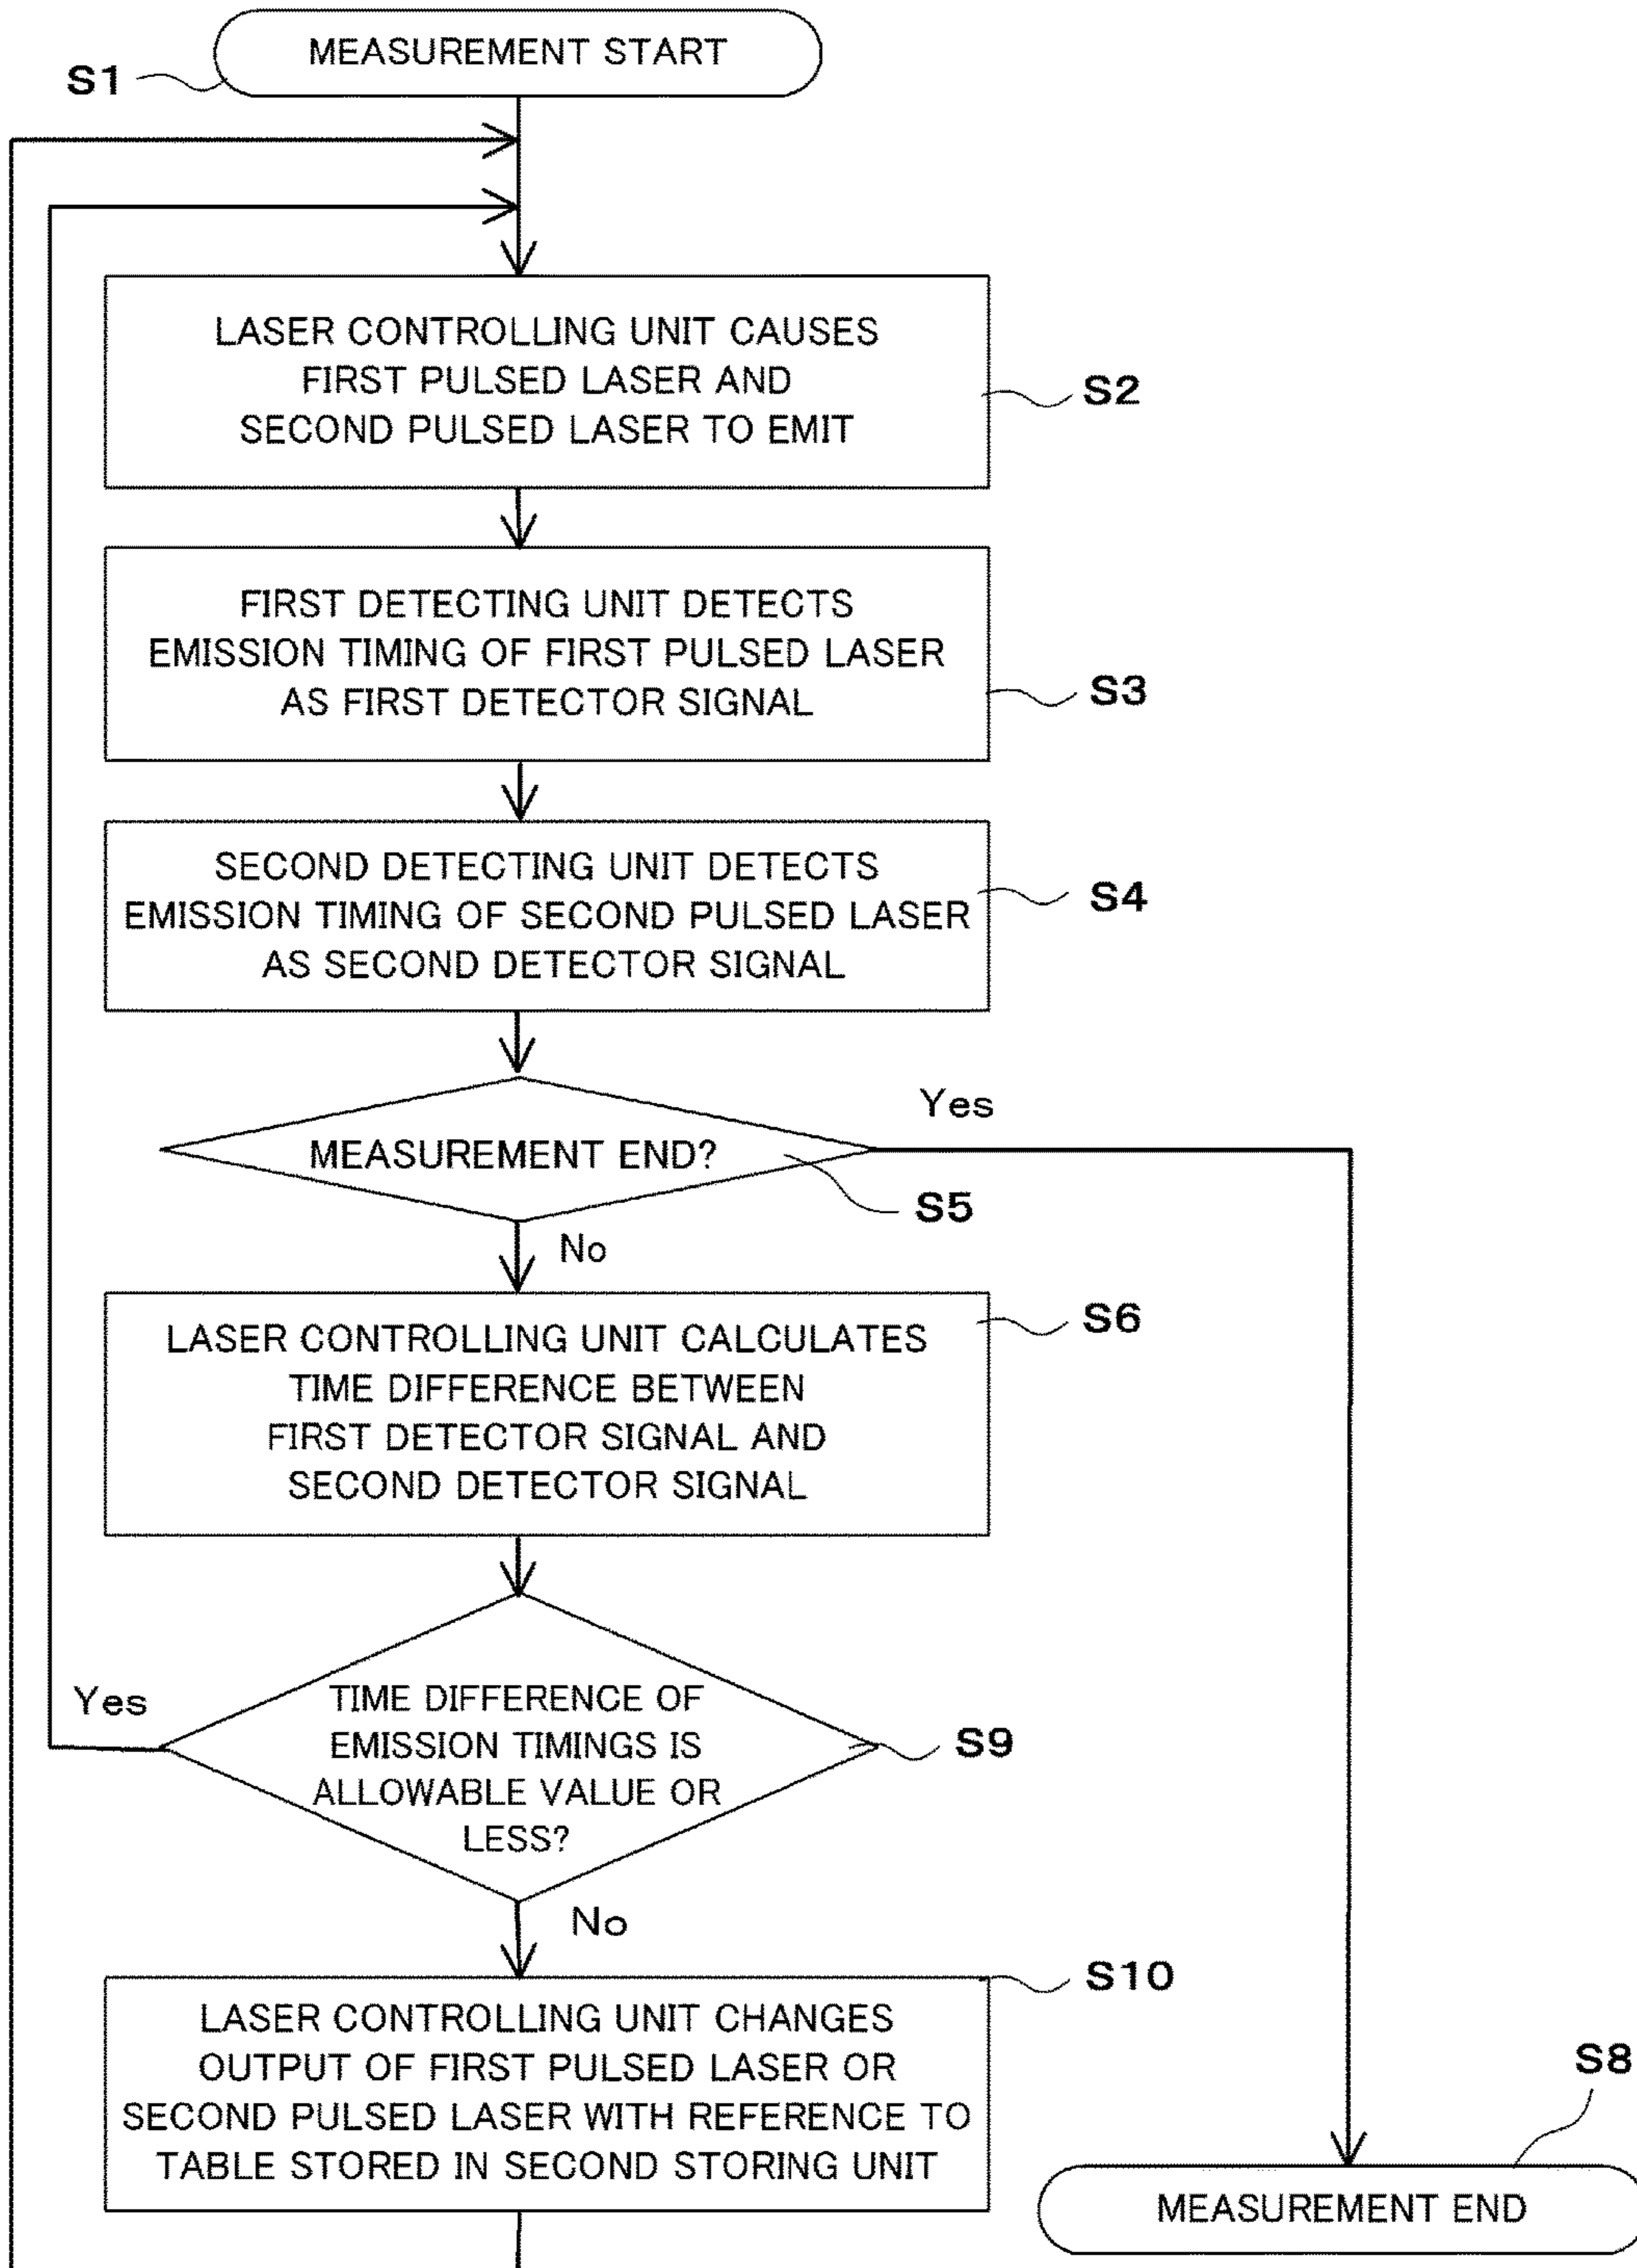 MEASUREMENT START
S1
LASER CONTROLLING UNIT CAUSES
FIRST PULSED LASER AND
SECOND PULSED LASER TO EMIT
S2
FIRST DETECTING UNIT DETECTS
EMISSION TIMING OF FIRST PULSED LASER
AS FIRST DETECTOR SIGNAL
S3
SECOND DETECTING UNIT DETECTS
EMISSION TIMING OF SECOND PULSED LASER
AS SECOND DETECTOR SIGNAL
S4
Yes
MEASUREMENT END?
S5
No
LASER CONTROLLING UNIT CALCULATES
TIME DIFFERENCE BETWEEN
FIRST DETECTOR SIGNAL AND
SECOND DETECTOR SIGNAL
S6
Yes
TIME DIFFERENCE OF
EMISSION TIMINGS IS
ALLOWABLE VALUE OR
LESS?
S9
No
LASER CONTROLLING UNIT CHANGES
OUTPUT OF FIRST PULSED LASER OR
SECOND PULSED LASER WITH REFERENCE TO
TABLE STORED IN SECOND STORING UNIT
S10
S8
MEASUREMENT END